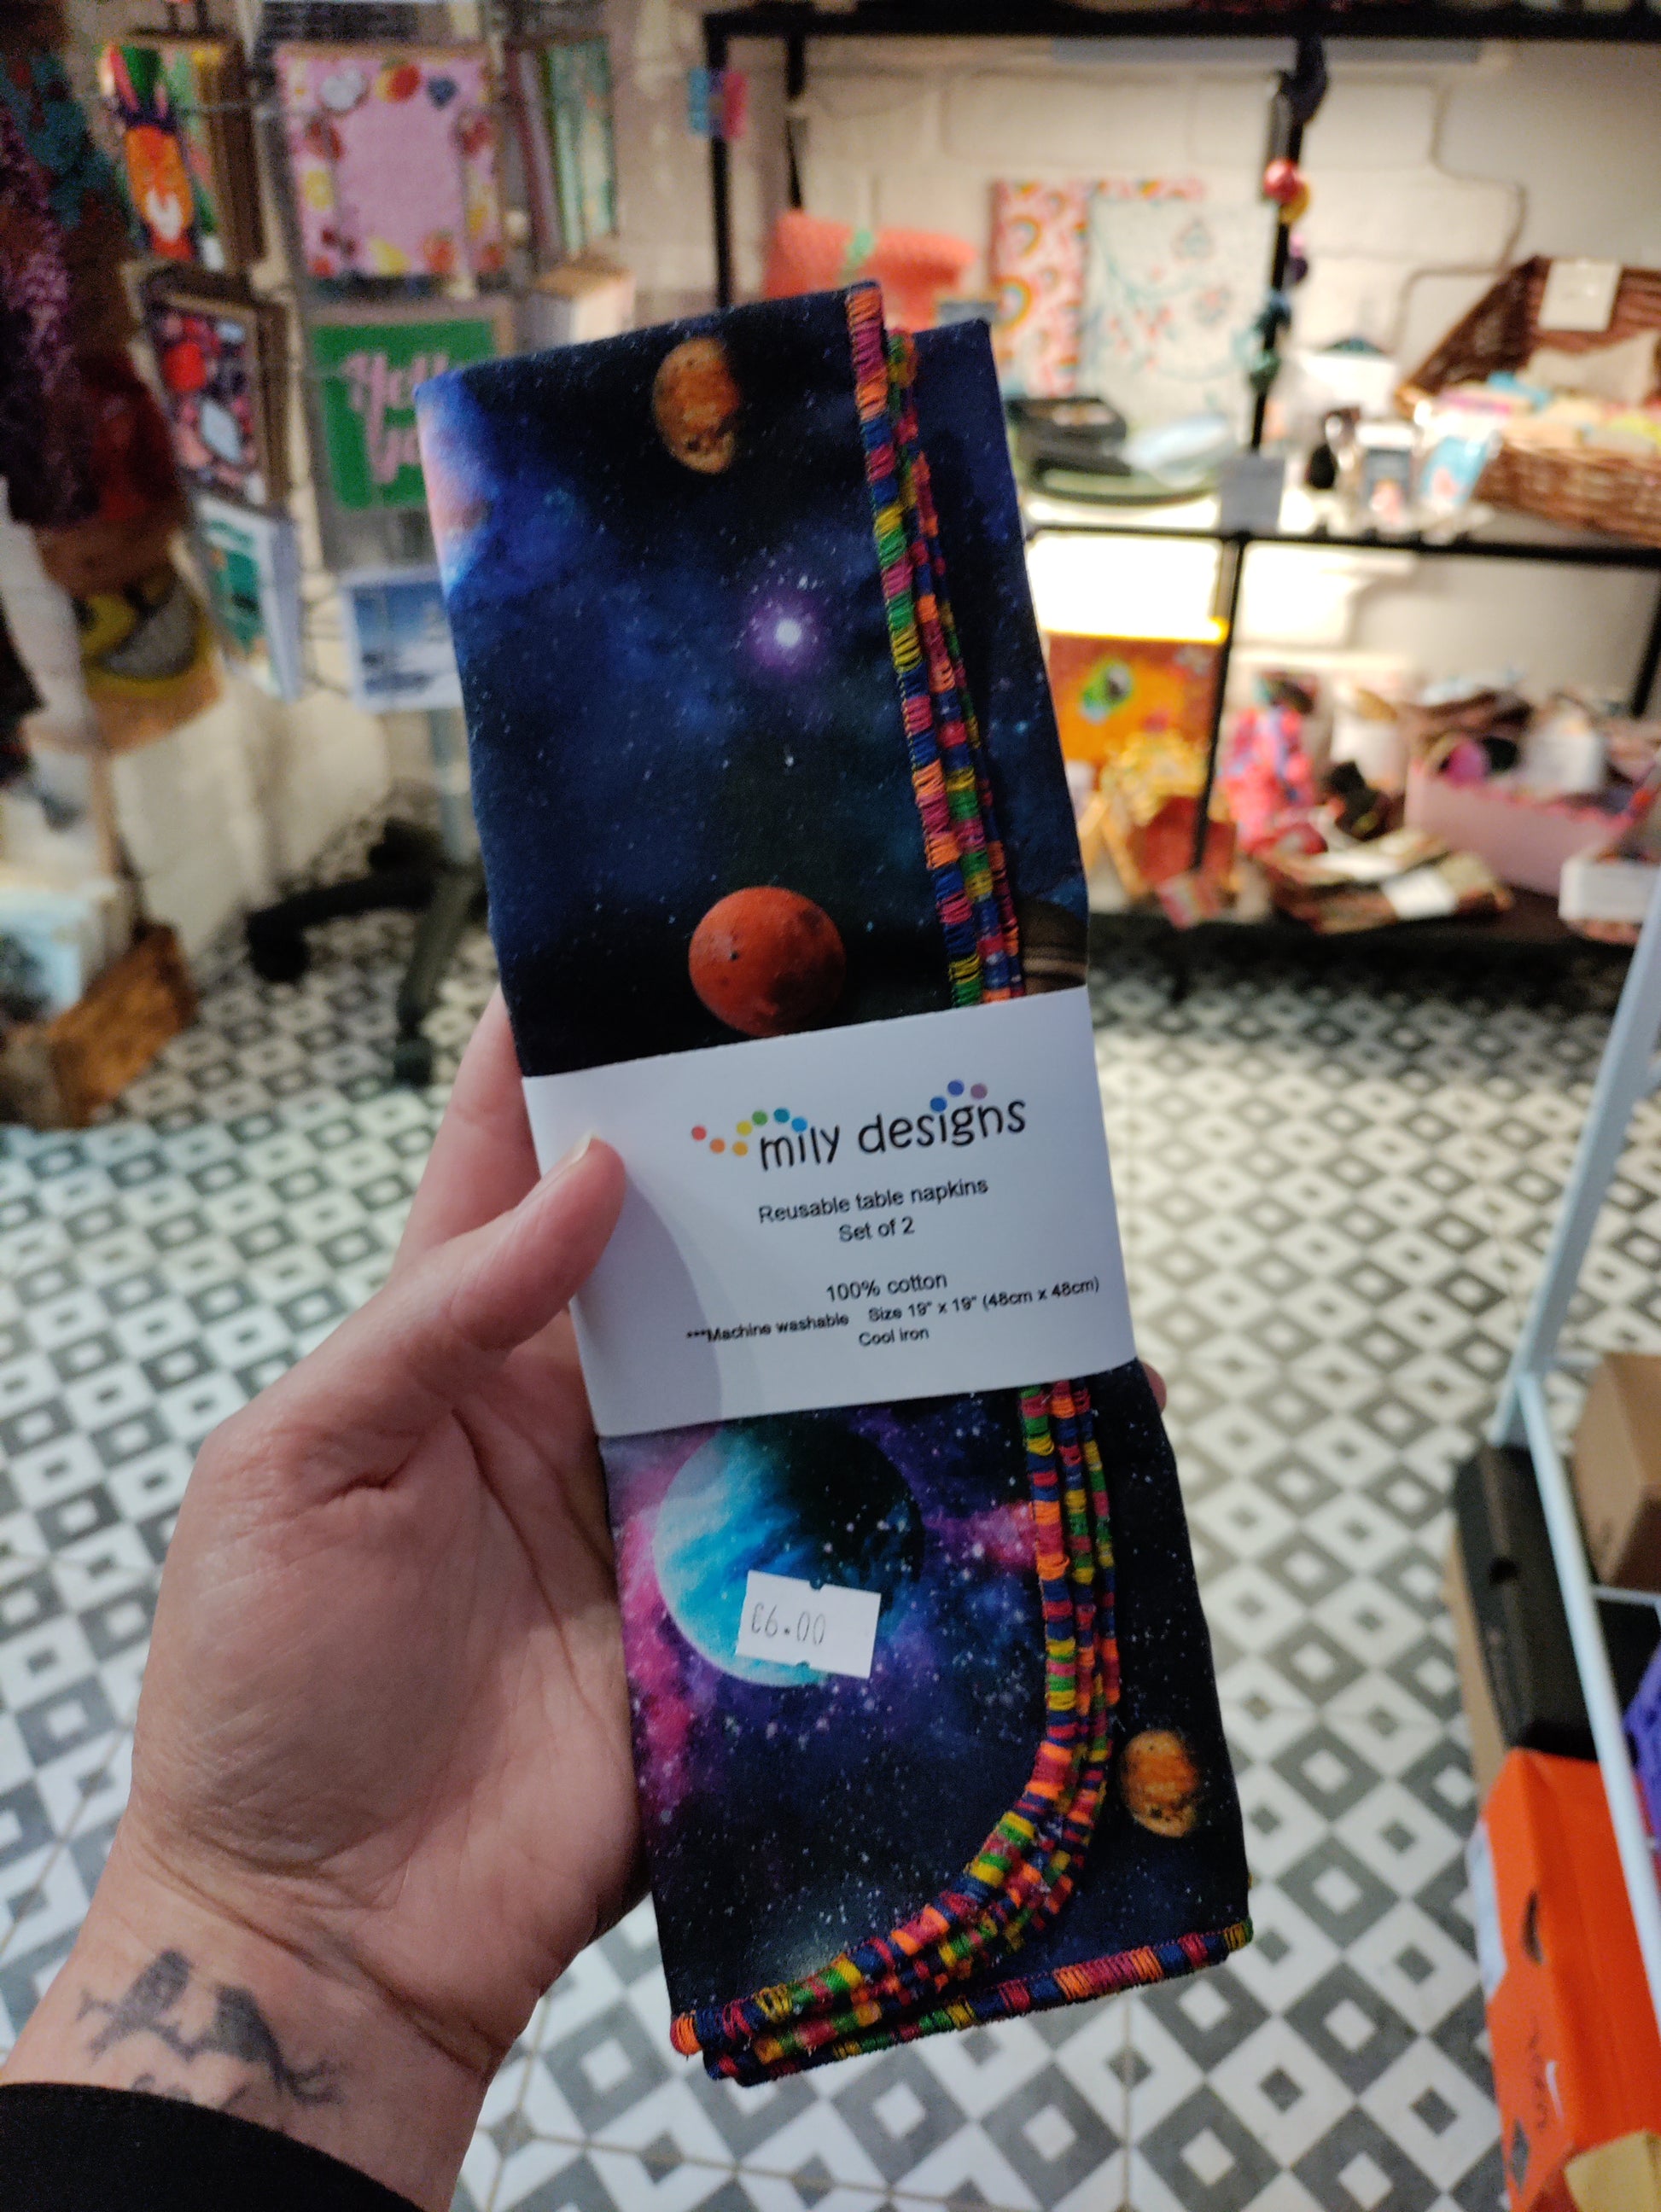 mily designs
Reusable table napkins
Set of 2
100% cotton
***Machine washable Size 19" x 19" (48cm x 48cm)
Cool iron
£6.00